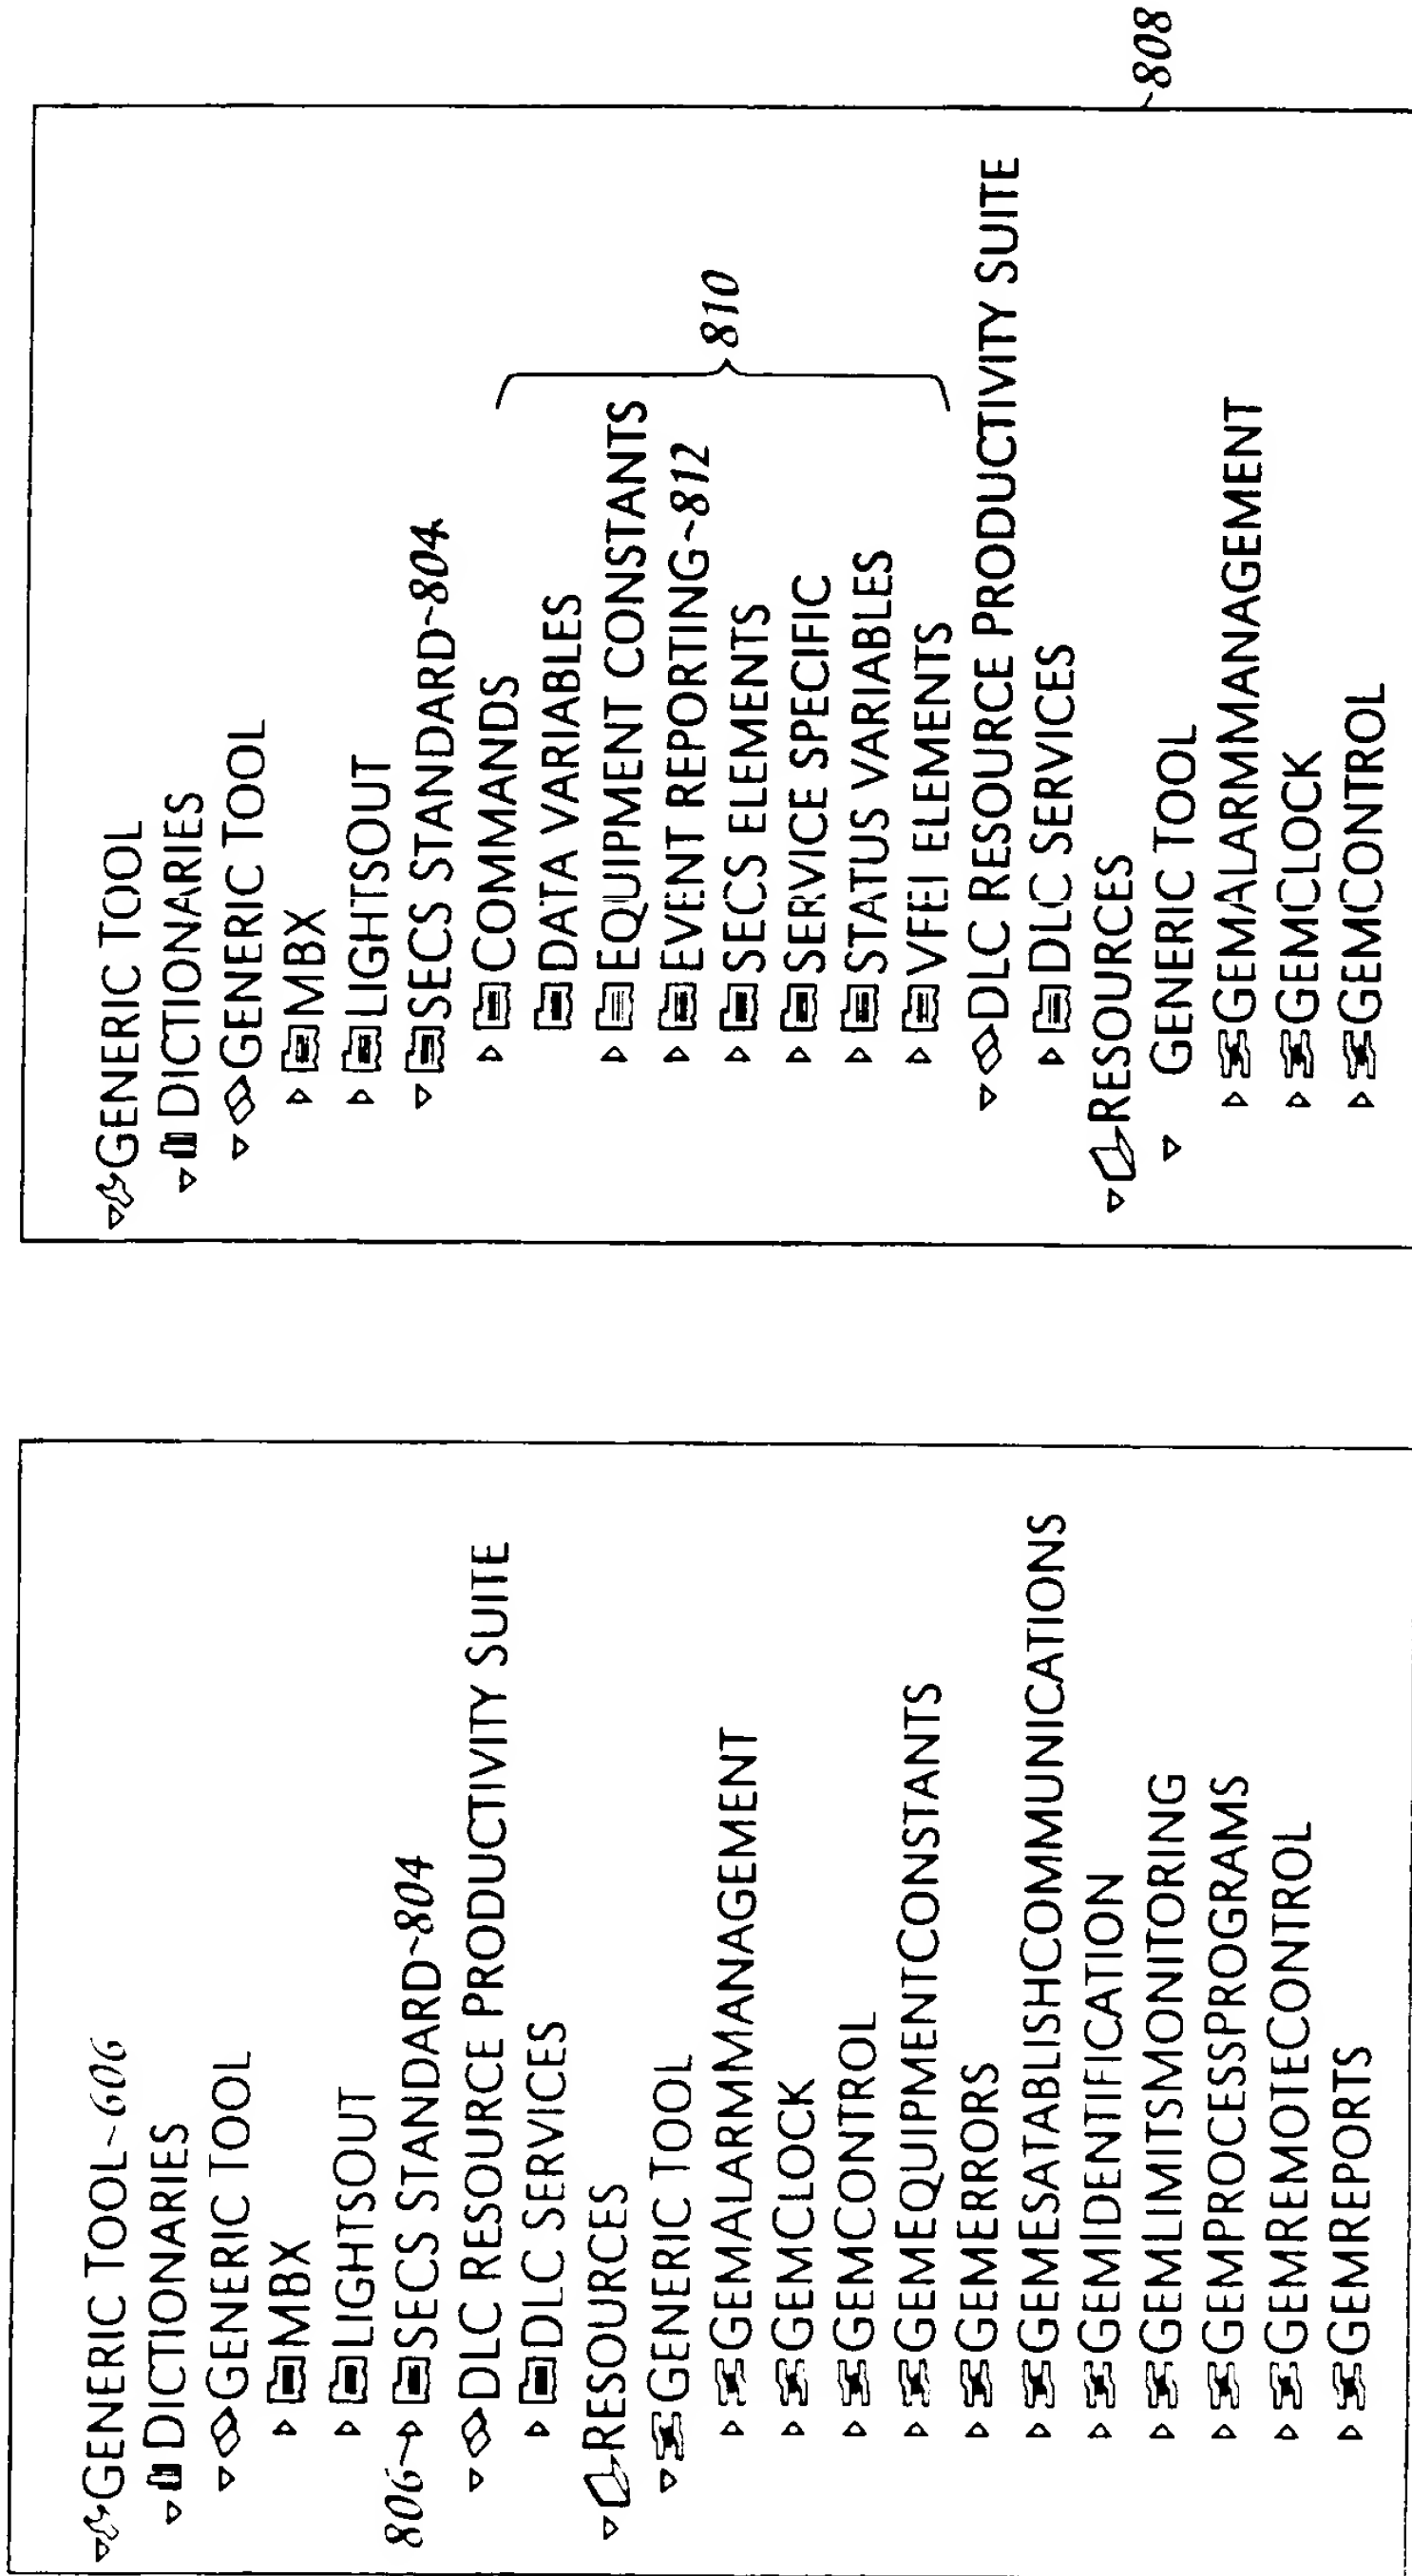 GENERIC TOOL~606
DICTIONARIES
GENERIC TOOL
MBX
LIGHTSOUT
806 SECS STANDARD~804
DLC RESOURCE PRODUCTIVITY SUITE
DLC SERVICES
RESOURCES
GENERIC TOOL
GEMALARMMANAGEMENT
GEMCLOCK
GEMCONTROL
GEMEQUIPMENTCONSTANTS
GEMERRORS
GEMESATABLISHCOMMUNICATIONS
GEMIDENTIFICATION
GEMLIMITSMONITORING
GEMPROCESSPROGRAMS
GEMREMOTECONTROL
GEMREPORTS
GENERIC TOOL
DICTIONARIES
GENERIC TOOL
MBX
LIGHTSOUT
SECS STANDARD~804
COMMANDS
DATA VARIABLES
EQUIPMENT CONSTANTS
EVENT REPORTING~812
SECS ELEMENTS
SERVICE SPECIFIC
STATUS VARIABLES
VFEI ELEMENTS
810
DLC RESOURCE PRODUCTIVITY SUITE
DLC SERVICES
RESOURCES
GENERIC TOOL
GEMALARMMANAGEMENT
GEMCLOCK
GEMCONTROL
808